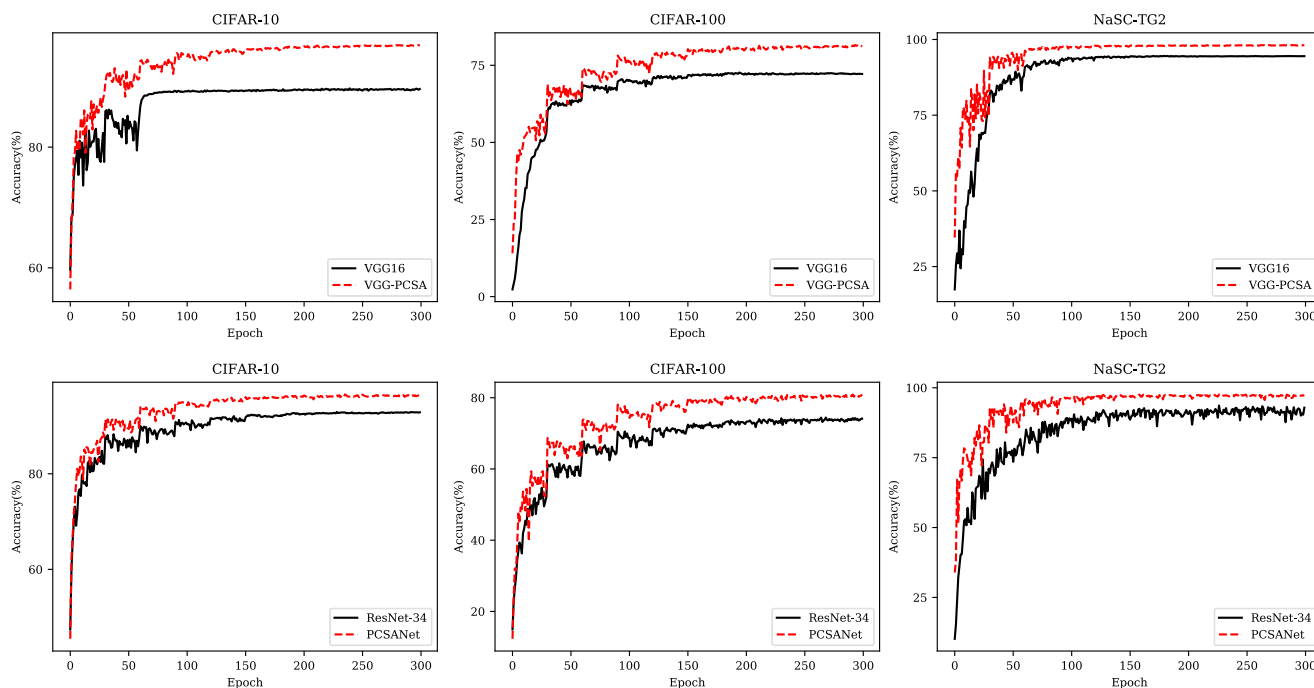 CIFAR-10
Accuracy(%)
80
60
0 50 100 150 200 250 300
Epoch
VGG16
VGG-PCSA
CIFAR-100
Accuracy(%)
75
50
25
0
0 50 100 150 200 250 300
Epoch
VGG16
VGG-PCSA
NaSC-TG2
Accuracy(%)
100
75
50
25
0 50 100 150 200 250 300
Epoch
VGG16
VGG-PCSA
CIFAR-10
Accuracy(%)
80
60
0 50 100 150 200 250 300
Epoch
ResNet-34
PCSANet
CIFAR-100
Accuracy(%)
80
60
40
20
0 50 100 150 200 250 300
Epoch
ResNet-34
PCSANet
NaSC-TG2
Accuracy(%)
100
75
50
25
0 50 100 150 200 250 300
Epoch
ResNet-34
PCSANet